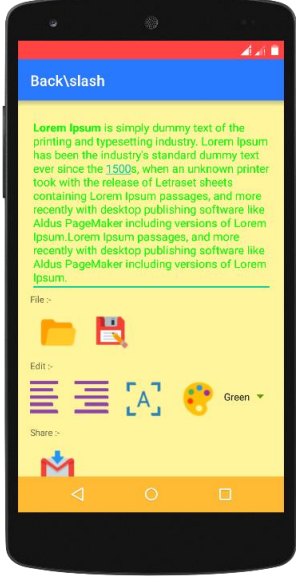 Back\slash
Lorem Ipsum is simply dummy text of the
printing and typesetting industry. Lorem Ipsum
has been the industry's standard dummy text
ever since the 1500s, when an unknown printer
took with the release of Letraset sheets
containing Lorem Ipsum passages, and more
recently with desktop publishing software like
Aldus PageMaker including versions of Lorem
Ipsum.Lorem Ipsum passages, and more
recently with desktop publishing software like
Aldus PageMaker including versions of Lorem
Ipsum.
File :-
Edit :-
A
Green
Share :-